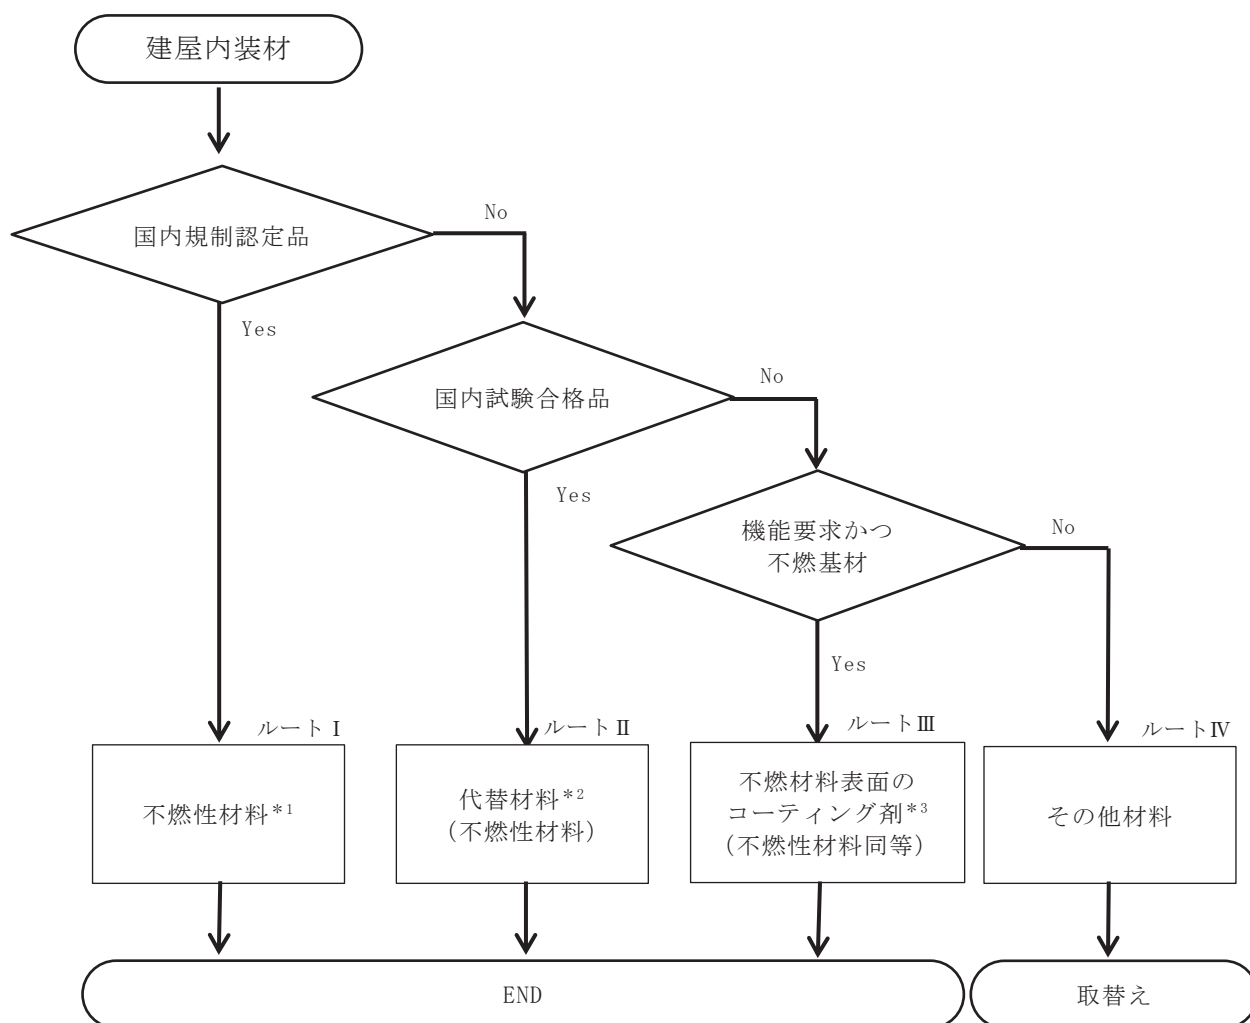 建屋内装材
国内規制認定品
No
Yes
国内試験合格品
No
Yes
機能要求かつ
不燃基材
No
Yes
ルートⅠ
ルートⅡ
ルートⅢ
ルートⅣ
不燃性材料*1
代替材料*2
(不燃性材料)
不燃材料表面の
コーティング剤*3
(不燃性材料同等)
その他材料
END
取替え